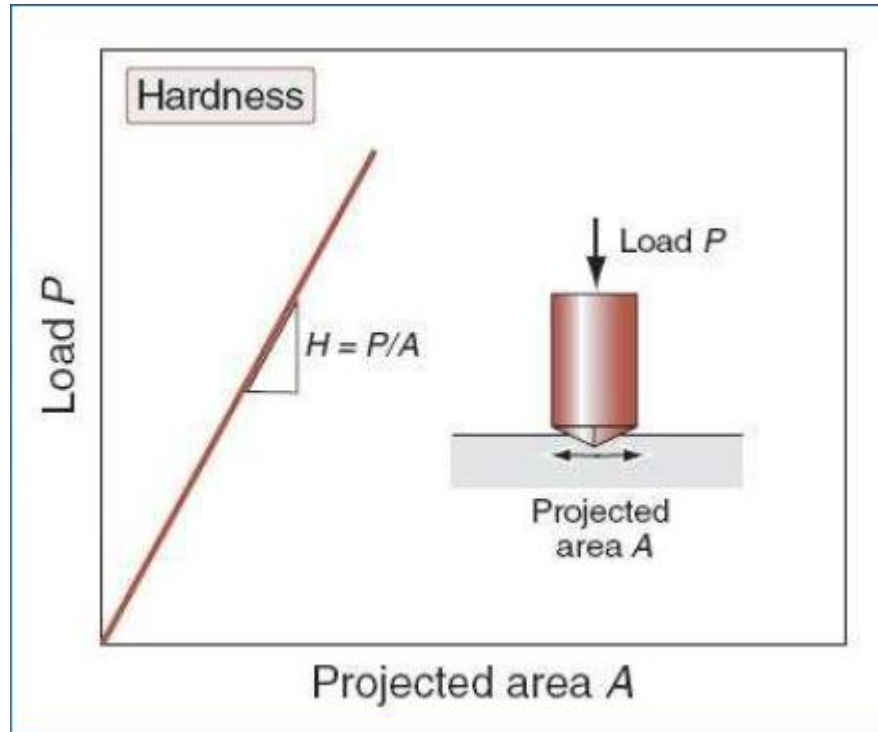 Hardness
Load P
H = P/A
Load P
Projected
area A
Projected area A